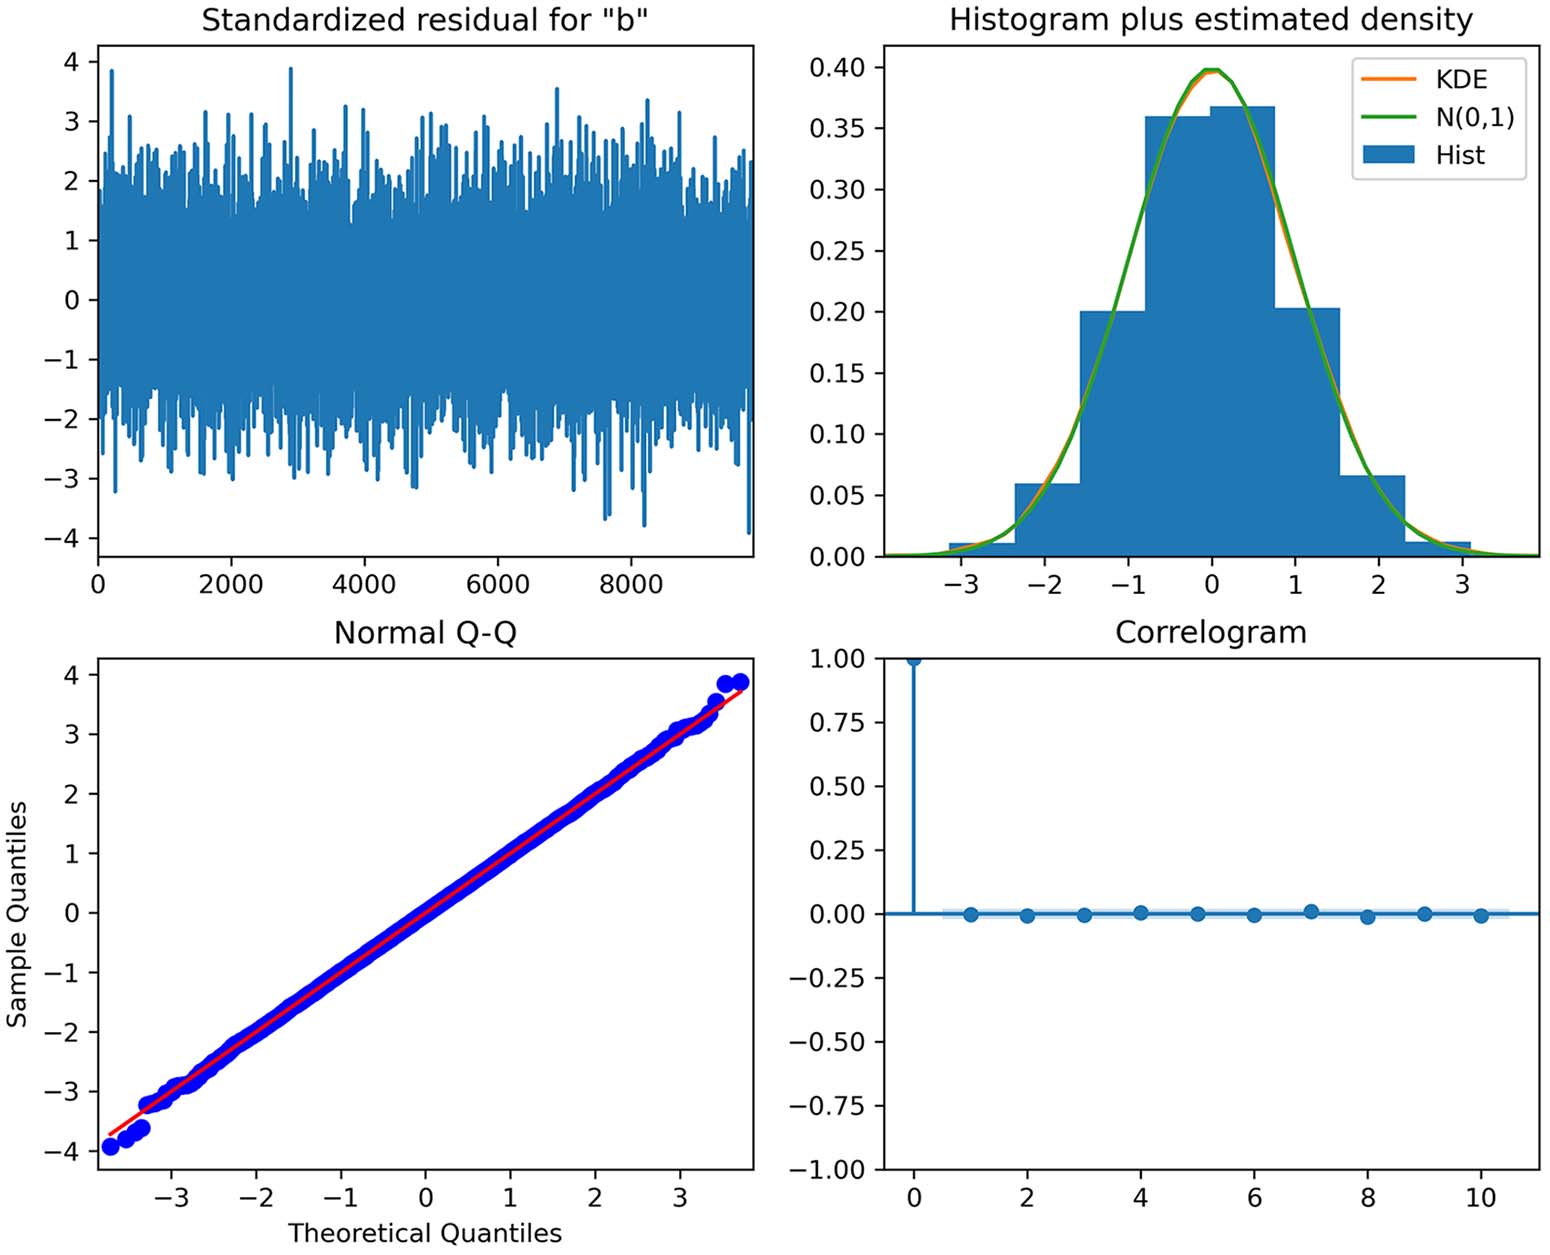 Standardized residual for "b"
4
3
2
1
0
−1
−2
−3
−4
0 2000 4000 6000 8000
Histogram plus estimated density
0.40
0.35
0.30
0.25
0.20
0.15
0.10
0.05
0.00
−3 −2 −1 0 1 2 3
KDE
N(0,1)
Hist
Normal Q-Q
Sample Quantiles
4
3
2
1
0
−1
−2
−3
−4
−3 −2 −1 0 1 2 3
Theoretical Quantiles
Correlogram
1.00
0.75
0.50
0.25
0.00
−0.25
−0.50
−0.75
−1.00
0 2 4 6 8 10